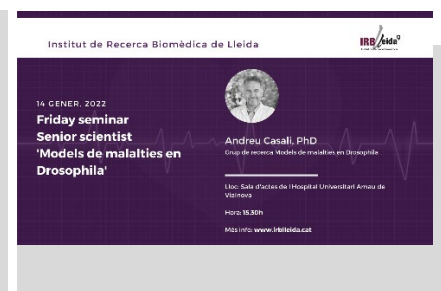 Institut de Recerca Biomèdica de Lleida
IRBLleida
14 GENER, 2022
Friday seminar
Senior scientist
'Models de malalties en
Drosophila'
Andreu Casali, PhD
Grup de recerca Models de malalties en Drosophila
Lloc: Sala d'actes de l'Hospital Universitari Arnau de
Vilanova
Hora: 15.30h
Més info: www.irblleida.cat